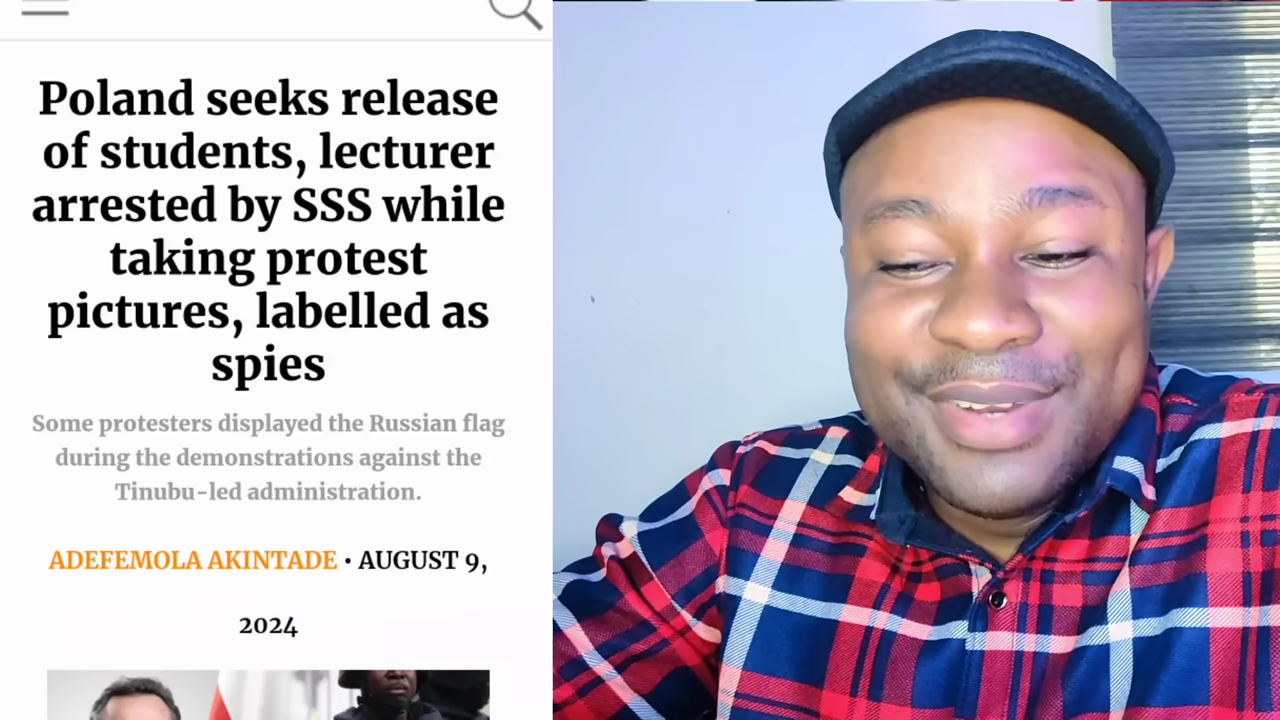 Poland seeks release
of students, lecturer
arrested by SSS while
taking protest
pictures, labelled as
spies
Some protesters displayed the Russian flag
during the demonstrations against the
Tinubu-led administration.
ADEFEMOLA AKINTADE • AUGUST 9,
2024